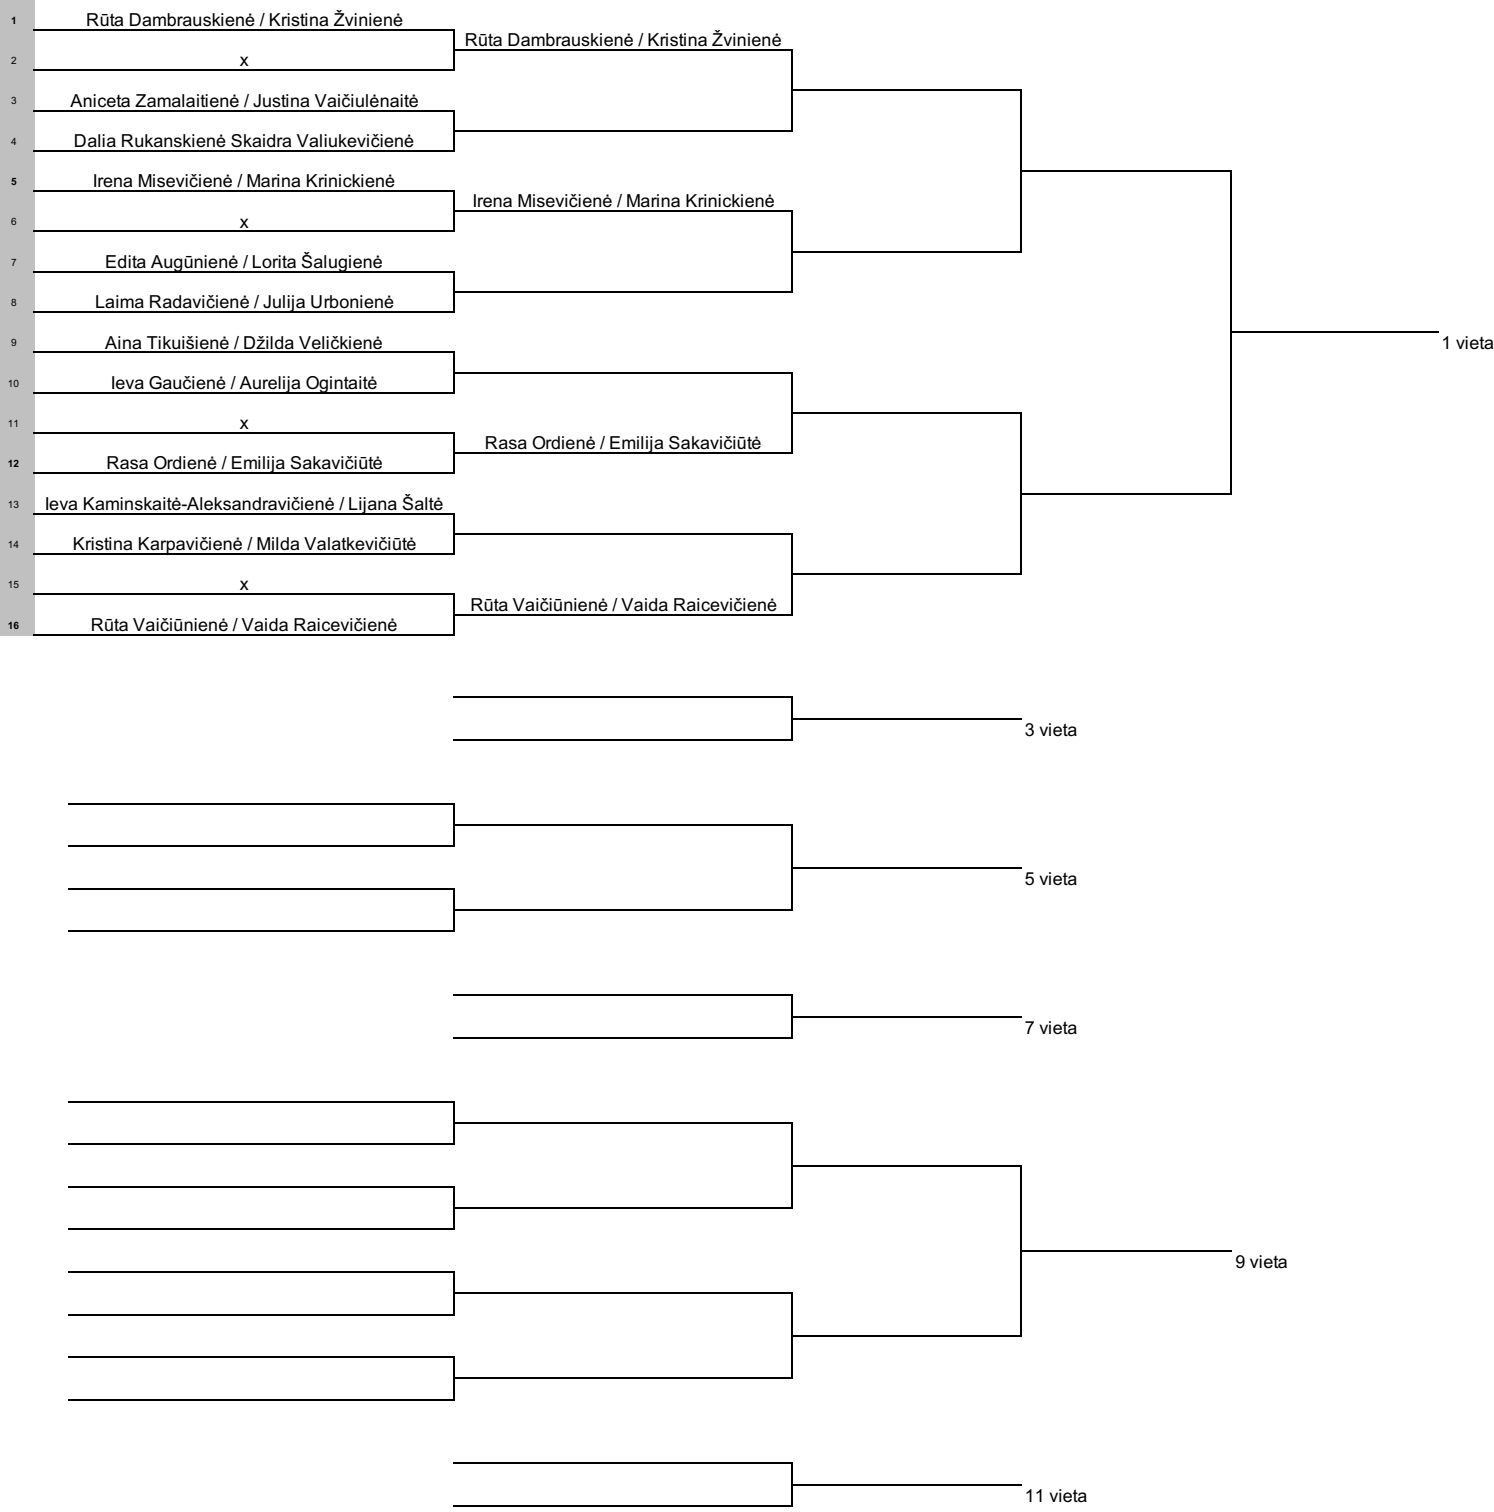 1 Rūta Dambrauskienė / Kristina Žvinienė
Rūta Dambrauskienė / Kristina Žvinienė
2 x
3 Aniceta Zamalaitienė / Justina Vaičiulėnaitė
4 Dalia Rukanskienė Skaidra Valiukevičienė
5 Irena Misevičienė / Marina Krinickienė
Irena Misevičienė / Marina Krinickienė
6 x
7 Edita Augūnienė / Lorita Šalugienė
8 Laima Radavičienė / Julija Urbonienė
9 Aina Tikuišienė / Džilda Veličkienė
1 vieta
10 Ieva Gaučienė / Aurelija Ogintaitė
11 x
Rasa Ordienė / Emilija Sakavičiūtė
12 Rasa Ordienė / Emilija Sakavičiūtė
13 Ieva Kaminskaitė-Aleksandravičienė / Lijana Šaltė
14 Kristina Karpavičienė / Milda Valatkevičiūtė
15 x
Rūta Vaičiūnienė / Vaida Raicevičienė
16 Rūta Vaičiūnienė / Vaida Raicevičienė
3 vieta
5 vieta
7 vieta
9 vieta
11 vieta